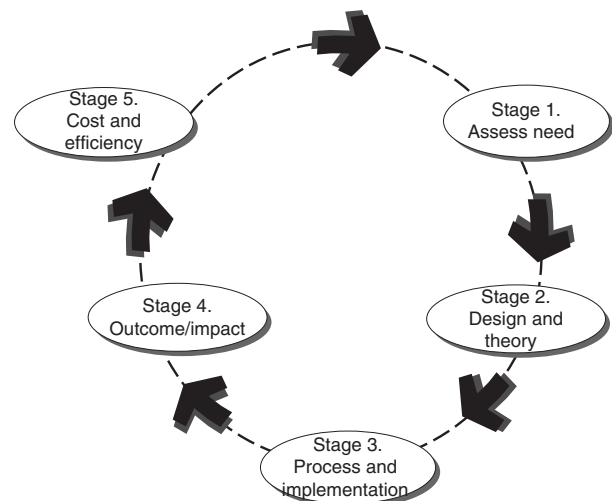 Stage 5.
Cost and
efficiency
Stage 1.
Assess need
Stage 4.
Outcome/impact
Stage 2.
Design and
theory
Stage 3.
Process and
implementation